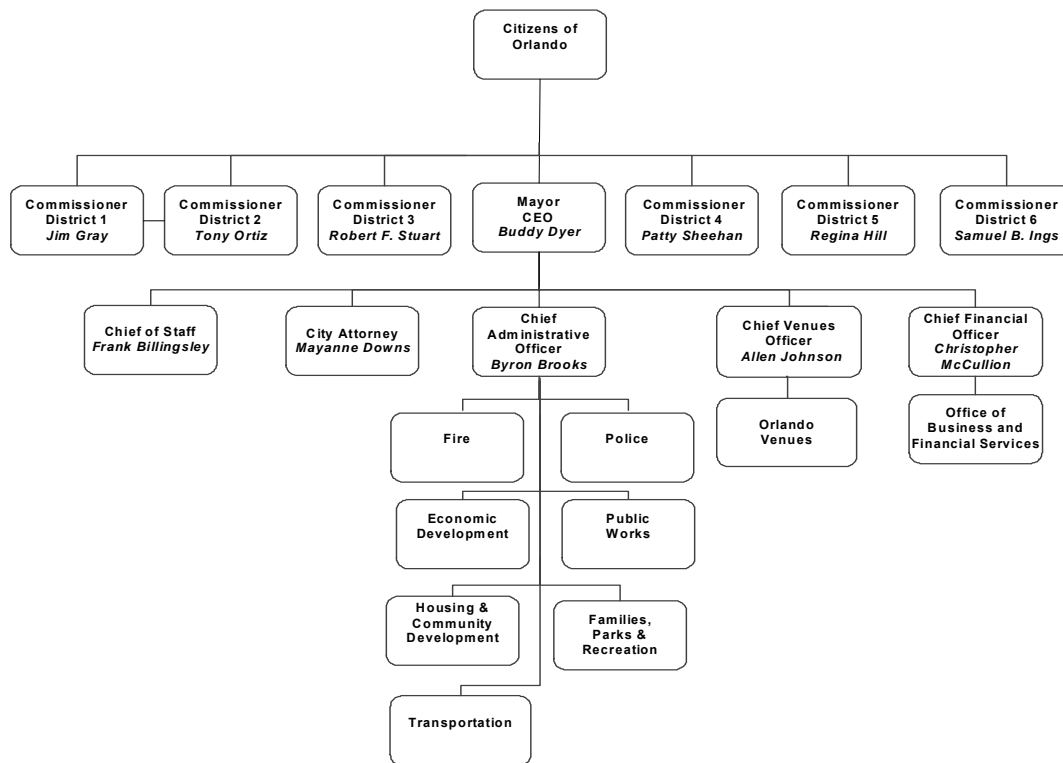 Citizens of
Orlando
Commissioner
District 1
Jim Gray
Commissioner
District 2
Tony Ortiz
Commissioner
District 3
Robert F. Stuart
Mayor
CEO
Buddy Dyer
Commissioner
District 4
Patty Sheehan
Commissioner
District 5
Regina Hill
Commissioner
District 6
Samuel B. Ings
Chief of Staff
Frank Billingsley
City Attorney
Mayanne Downs
Chief
Administrative
Officer
Byron Brooks
Chief Venues
Officer
Allen Johnson
Chief Financial
Officer
Christopher
McCullion
Fire
Police
Orlando
Venues
Office of
Business and
Financial Services
Economic
Development
Public
Works
Housing &
Community
Development
Families,
Parks &
Recreation
Transportation